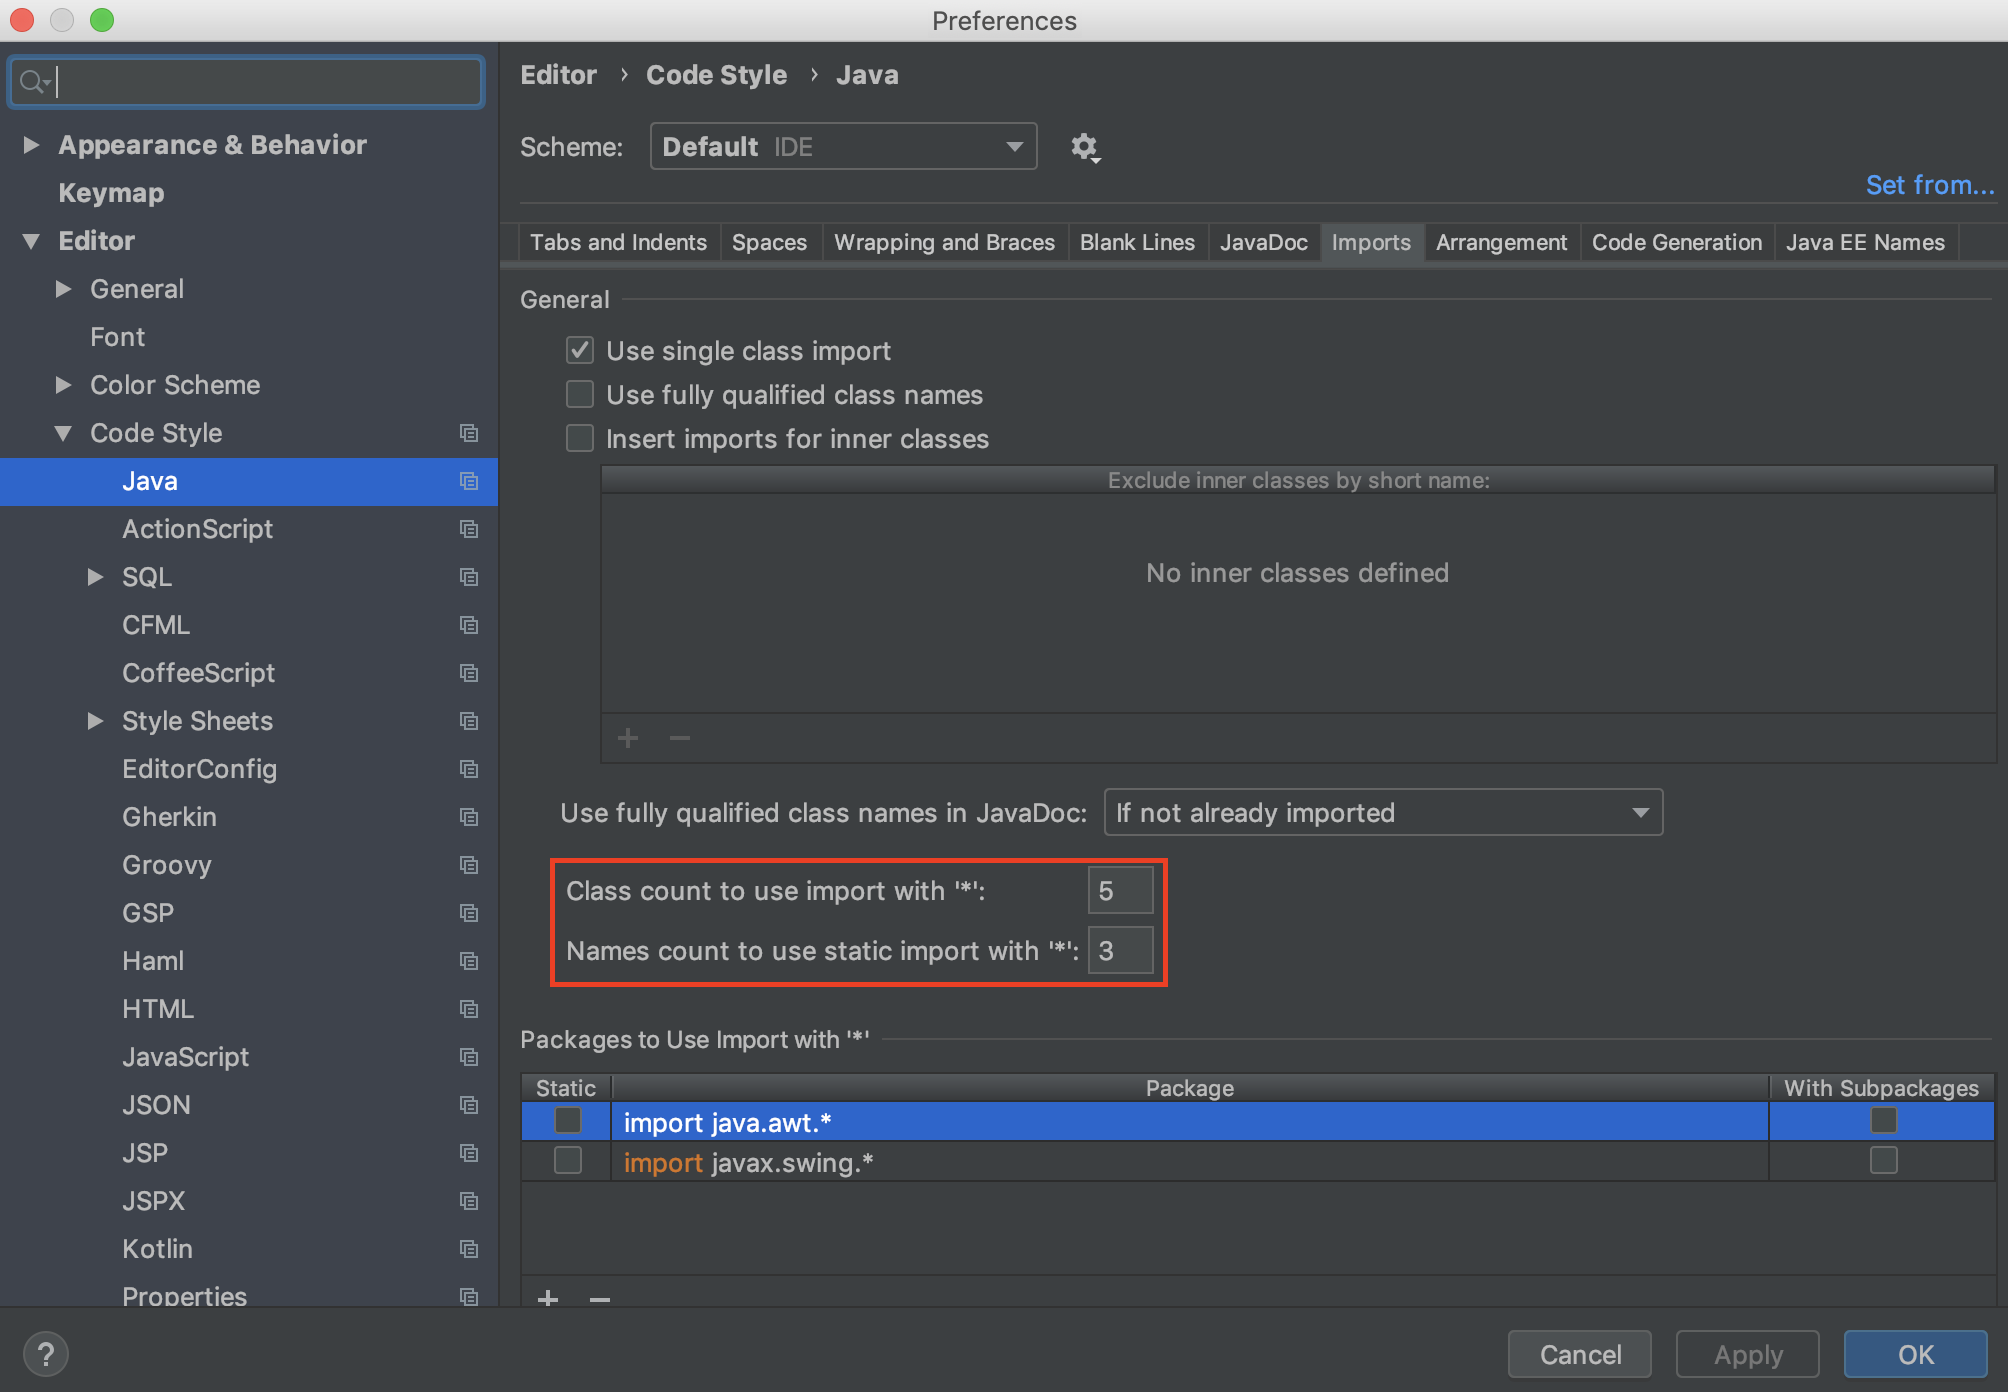 Preferences
Appearance & Behavior
Keymap
Editor
General
Font
Color Scheme
Code Style
Java
ActionScript
SQL
CFML
CoffeeScript
Style Sheets
EditorConfig
Gherkin
Groovy
GSP
Haml
HTML
JavaScript
JSON
JSP
JSPX
Kotlin
Properties
Editor › Code Style › Java
Scheme: Default IDE
Set from...
Tabs and Indents Spaces Wrapping and Braces Blank Lines JavaDoc Imports Arrangement Code Generation Java EE Names
General
Use single class import
Use fully qualified class names
Insert imports for inner classes
Exclude inner classes by short name:
No inner classes defined
Use fully qualified class names in JavaDoc: If not already imported
Class count to use import with '*': 5
Names count to use static import with '*': 3
Packages to Use Import with '*'
Static Package With Subpackages
import java.awt.*
import javax.swing.*
? Cancel Apply OK